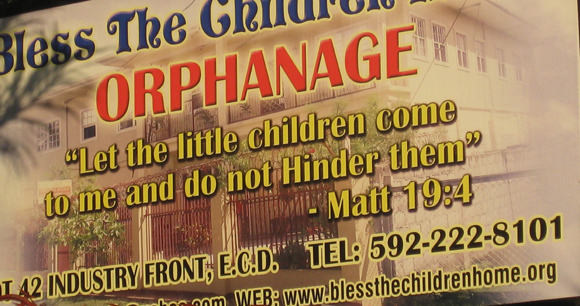 Bless The Children
ORPHANAGE
"Let the little children come
to me and do not Hinder them"
- Matt 19:4
42 INDUSTRY FRONT, E.C.D. TEL: 592-222-8101
WEB: www.blessthechildrenhome.org